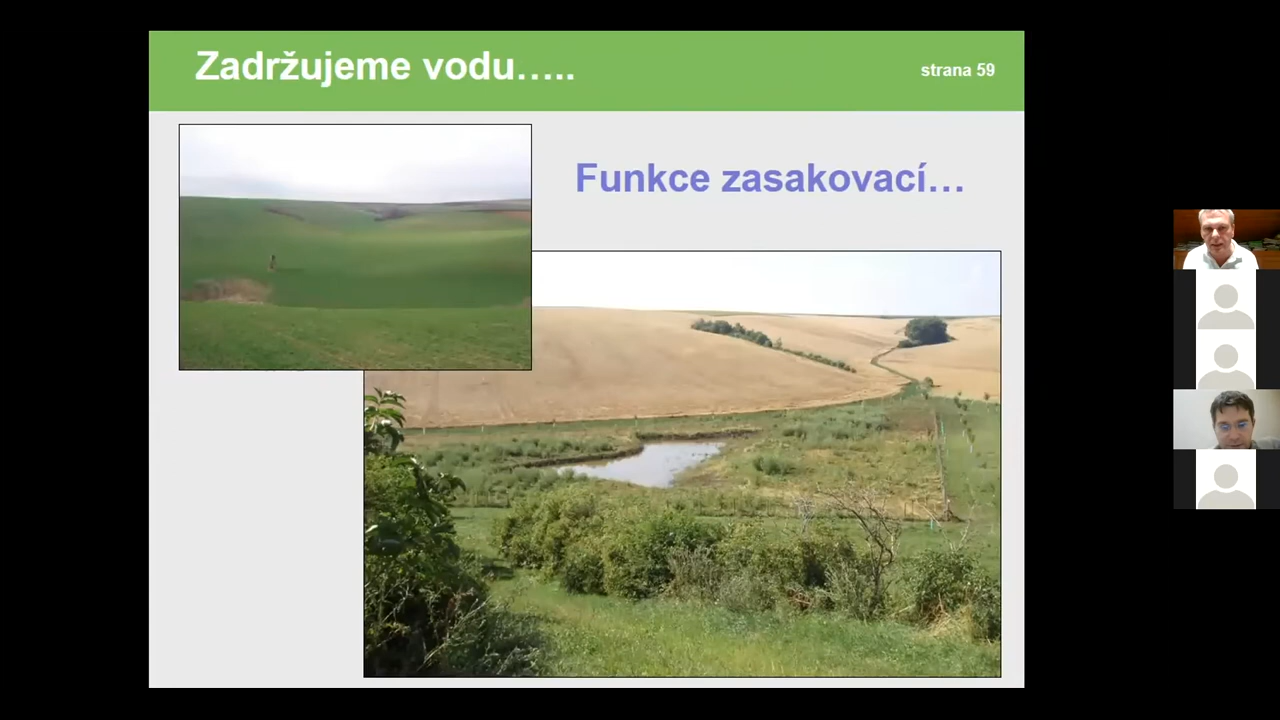 Zadržujeme vodu…..
strana 59
Funkce zasakovací…